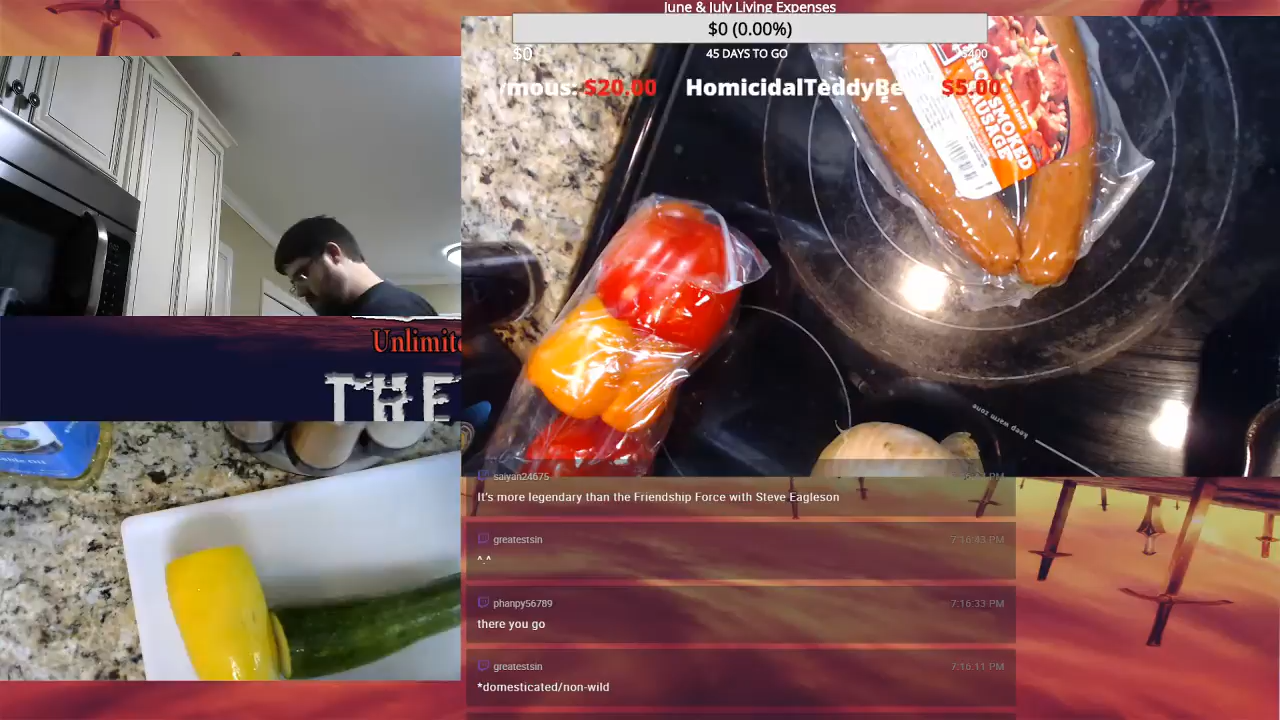 June & July Living Expenses
$0 (0.00%)
$0
45 DAYS TO GO
$400
mous: $20.00 HomicidalTeddyBe $5.00
SMOKED
SAUSAGE
keep warm zone
Unlimit
THE
saiyan24675
It's more legendary than the Friendship Force with Steve Eagleson
greatestsin 7:16:43 PM
^.^
phanpy56789 7:16:33 PM
there you go
greatestsin 7:16:11 PM
*domesticated/non-wild